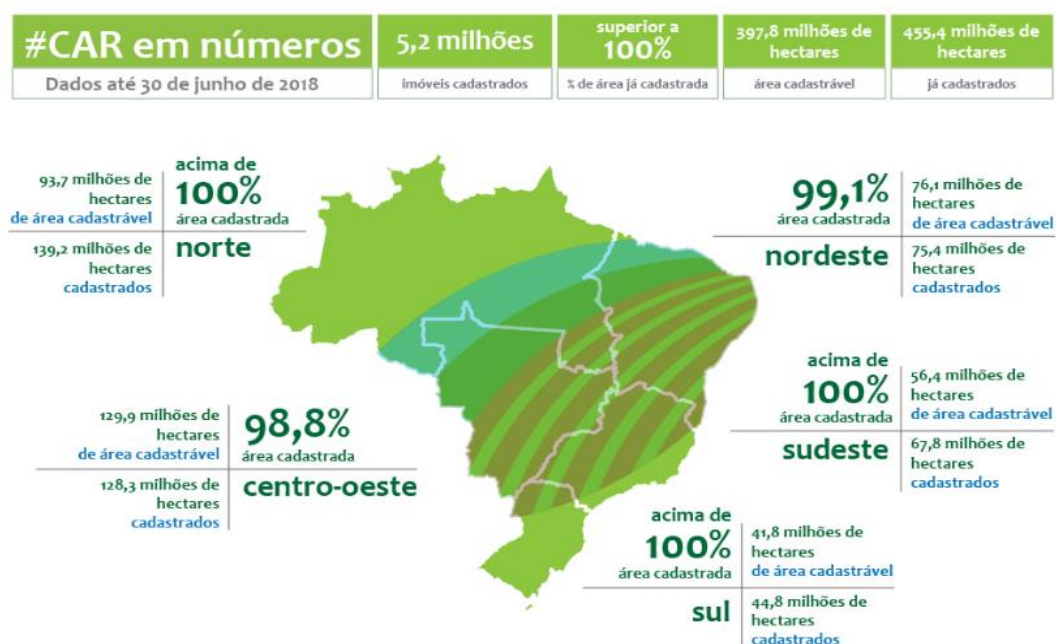 #CAR em números
Dados até 30 de junho de 2018
5,2 milhões
imóveis cadastrados
superior a
100%
% de área já cadastrada
397,8 milhões de
hectares
área cadastrável
455,4 milhões de
hectares
já cadastrados
93,7 milhões de
hectares
de área cadastrável
139,2 milhões de
hectares
cadastrados
acima de
100%
área cadastrada
norte
99,1%
área cadastrada
nordeste
76,1 milhões de
hectares
de área cadastrável
75,4 milhões de
hectares
cadastrados
129,9 milhões de
hectares
de área cadastrável
128,3 milhões de
hectares
cadastrados
98,8%
área cadastrada
centro-oeste
acima de
100%
área cadastrada
sudeste
56,4 milhões de
hectares
de área cadastrável
67,8 milhões de
hectares
cadastrados
acima de
100%
área cadastrada
sul
41,8 milhões de
hectares
de área cadastrável
44,8 milhões de
hectares
cadastrados